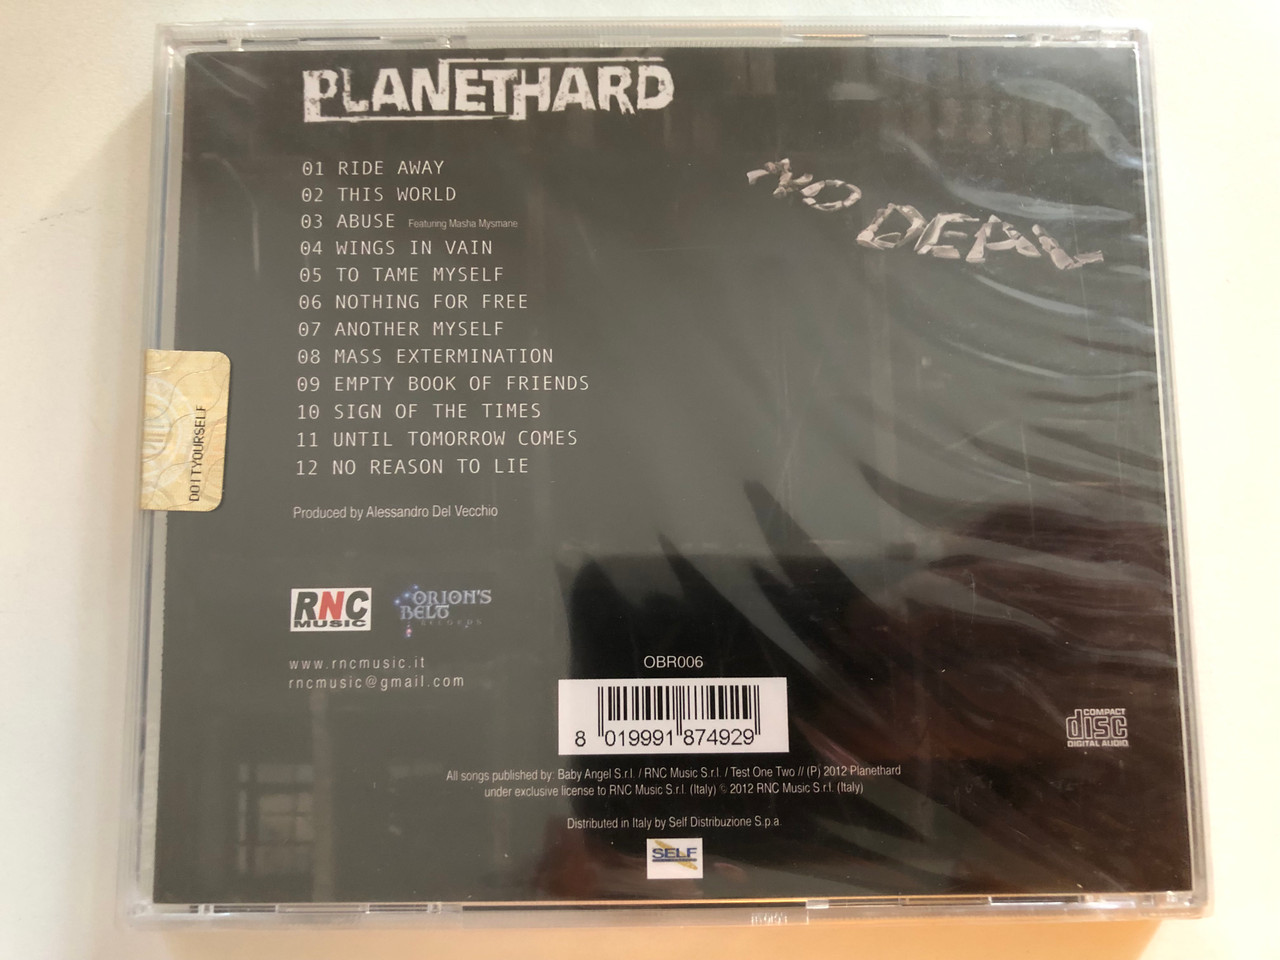 PLANETHARD
NO DEAL
01 RIDE AWAY
02 THIS WORLD
03 ABUSE Featuring Masha Mysmane
04 WINGS IN VAIN
05 TO TAME MYSELF
06 NOTHING FOR FREE
07 ANOTHER MYSELF
08 MASS EXTERMINATION
09 EMPTY BOOK OF FRIENDS
10 SIGN OF THE TIMES
11 UNTIL TOMORROW COMES
12 NO REASON TO LIE
DOITYOURSELF
Produced by Alessandro Del Vecchio
RNC
MUSIC
ORION'S
BELT
RECORDS
www.rncmusic.it
rncmusic@gmail.com
OBR006
8 019991 874929
COMPACT
disc
DIGITAL AUDIO
All songs published by: Baby Angel S.r.l. / RNC Music S.r.l. / Test One Two // (P) 2012 Planethard
under exclusive license to RNC Music S.r.l. (Italy) © 2012 RNC Music S.r.l. (Italy)
Distributed in Italy by Self Distribuzione S.p.a.
SELF